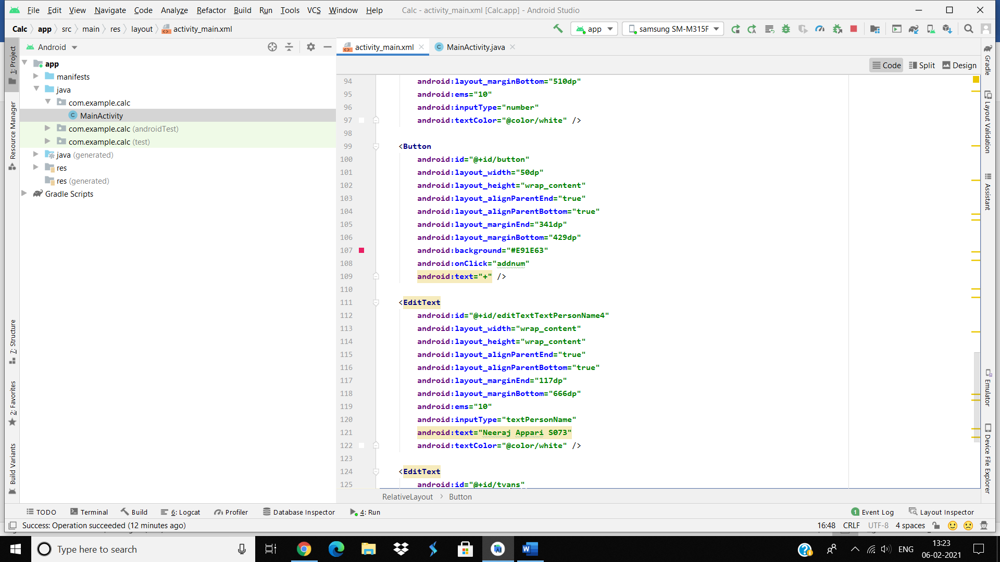 File Edit View Navigate Code Analyze Refactor Build Run Tools VCS Window Help Calc - activity_main.xml [Calc.app] - Android Studio
Calc app src main res layout activity_main.xml app samsung SM-M315F
Android
activity_main.xml MainActivity.java
Code Split Design
app
manifests
java
com.example.calc
MainActivity
com.example.calc (androidTest)
com.example.calc (test)
java (generated)
res
res (generated)
Gradle Scripts
1: Project
Resource Manager
7: Structure
2: Favorites
Build Variants
94 android:layout_marginBottom="510dp"
95 android:ems="10"
96 android:inputType="number"
97 android:textColor="@color/white" />
98
99 <Button
100 android:id="@+id/button"
101 android:layout_width="50dp"
102 android:layout_height="wrap_content"
103 android:layout_alignParentEnd="true"
104 android:layout_alignParentBottom="true"
105 android:layout_marginEnd="341dp"
106 android:layout_marginBottom="429dp"
107 android:background="#E91E63"
108 android:onClick="addnum"
109 android:text="+" />
110
111 <EditText
112 android:id="@+id/editTextTextPersonName4"
113 android:layout_width="wrap_content"
114 android:layout_height="wrap_content"
115 android:layout_alignParentEnd="true"
116 android:layout_alignParentBottom="true"
117 android:layout_marginEnd="117dp"
118 android:layout_marginBottom="666dp"
119 android:ems="10"
120 android:inputType="textPersonName"
121 android:text="Neeraj Appari S073"
122 android:textColor="@color/white" />
123
124 <EditText
125 android:id="@+id/tvans"
RelativeLayout Button
Gradle
Layout Validation
Assistant
Emulator
Device File Explorer
TODO Terminal Build 6: Logcat Profiler Database Inspector 4: Run 1 Event Log Layout Inspector
Success: Operation succeeded (12 minutes ago) 16:48 CRLF UTF-8 4 spaces
Type here to search ENG 13:23
06-02-2021